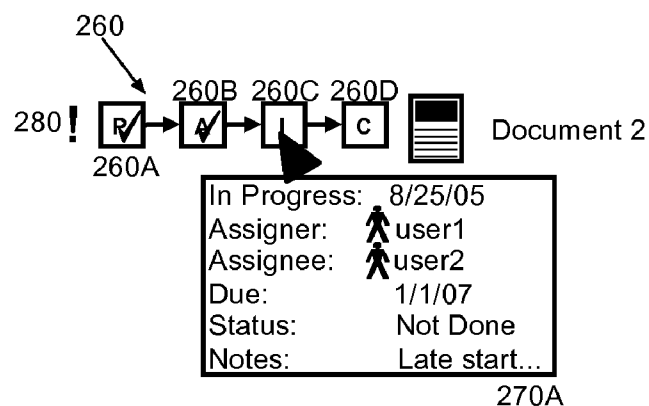 260
260B 260C 260D
280 ! R A I C Document 2
260A
In Progress: 8/25/05
Assigner: user1
Assignee: user2
Due: 1/1/07
Status: Not Done
Notes: Late start...
270A